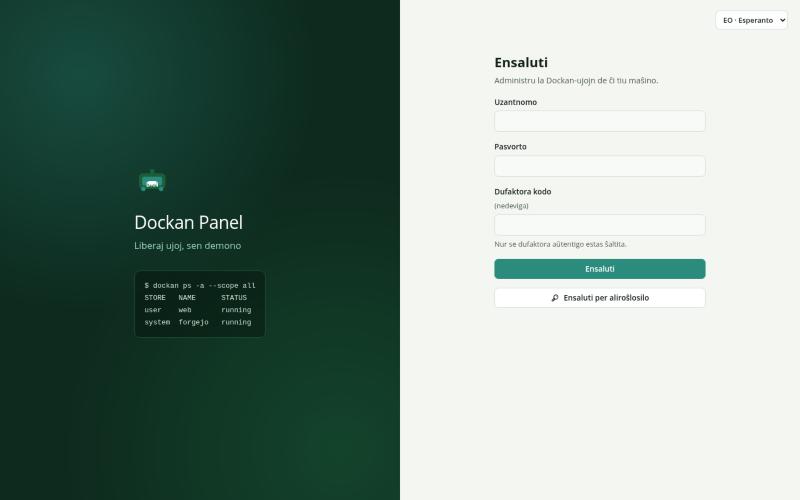 Dockan Panel
Liberaj ujoj, sen demono
$ dockan ps -a --scope all
STORE NAME STATUS
user web running
system forgejo running
EO · Esperanto
Ensaluti
Administru la Dockan-ujojn de ĉi tiu maŝino.
Uzantnomo
Pasvorto
Dufaktora kodo
(nedeviga)
Nur se dufaktora aŭtentigo estas ŝaltita.
Ensaluti
Ensaluti per alirŝlosilo